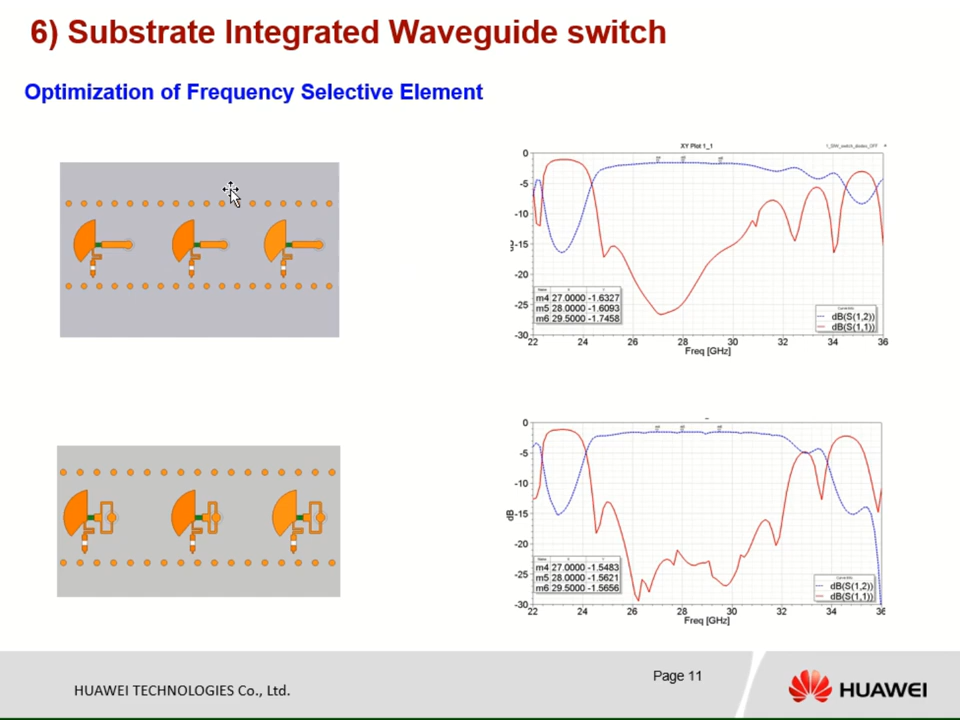 6) Substrate Integrated Waveguide switch
Optimization of Frequency Selective Element
XY Plot 1_1
0
-5
-10
-15
-20
-25
-30
m4 27.0000 -1.6327
m5 28.0000 -1.6093
m6 29.5000 -1.7458
dB(S(1,2))
dB(S(1,1))
22 24 26 28 30 32 34 36
Freq [GHz]
0
-5
-10
dB
-15
-20
-25
-30
m4 27.0000 -1.5483
m5 28.0000 -1.5621
m6 29.5000 -1.5656
dB(S(1,2))
dB(S(1,1))
22 24 26 28 30 32 34 36
Freq [GHz]
HUAWEI TECHNOLOGIES Co., Ltd.
Page 11
HUAWEI